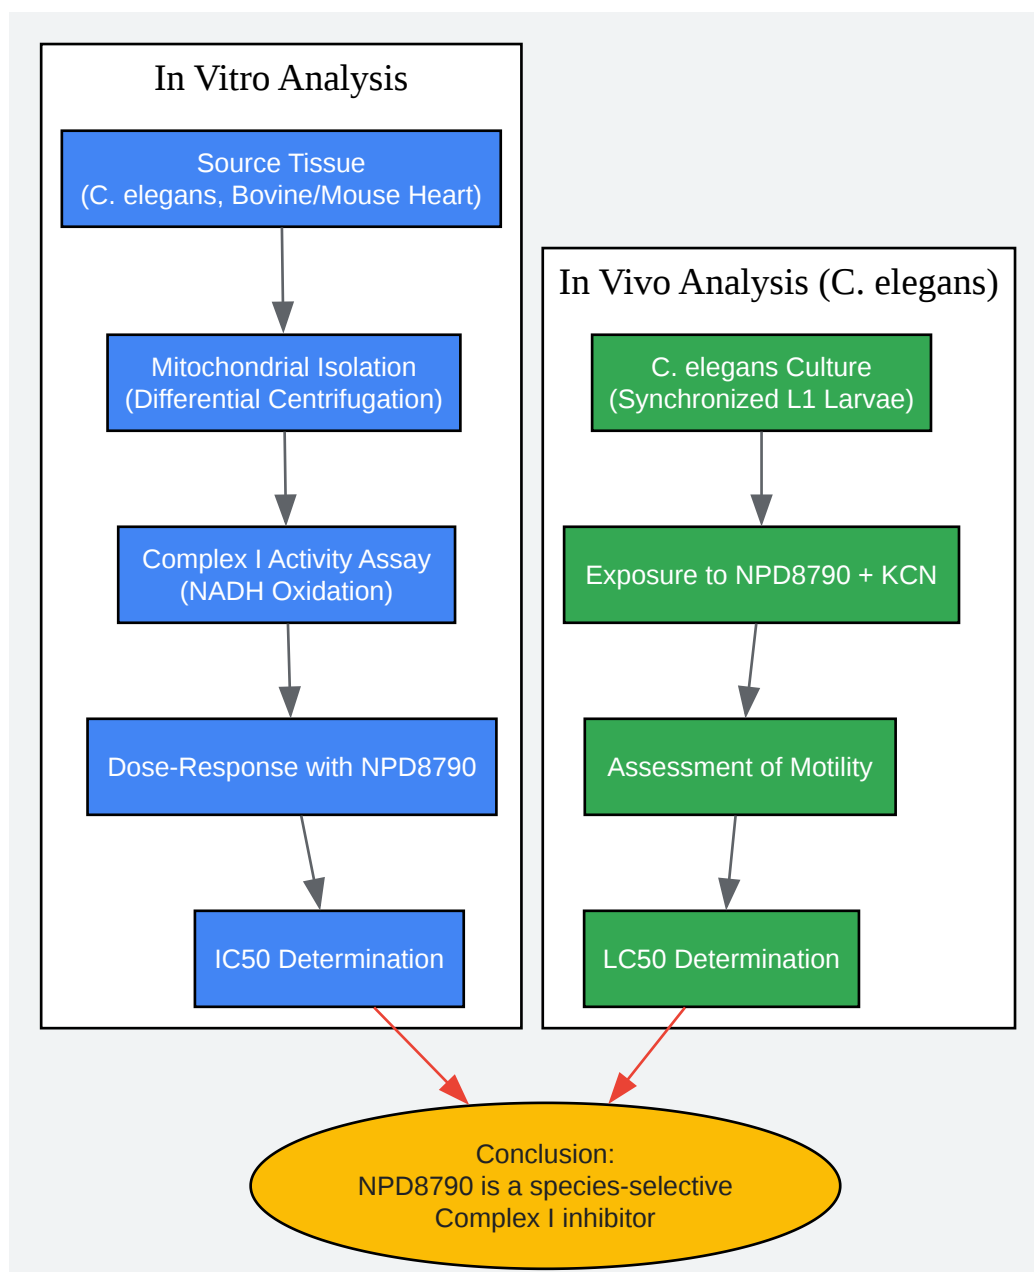 In Vitro Analysis
Source Tissue
(C. elegans, Bovine/Mouse Heart)
Mitochondrial Isolation
(Differential Centrifugation)
Complex I Activity Assay
(NADH Oxidation)
Dose-Response with NPD8790
IC50 Determination
In Vivo Analysis (C. elegans)
C. elegans Culture
(Synchronized L1 Larvae)
Exposure to NPD8790 + KCN
Assessment of Motility
LC50 Determination
Conclusion:
NPD8790 is a species-selective
Complex I inhibitor